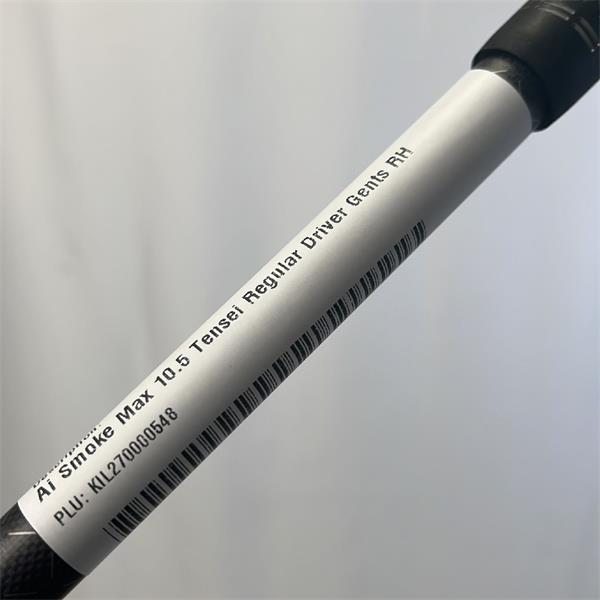 Ai Smoke Max 10.5 Tensei Regular Driver Gents RH
PLU: KIL270000548